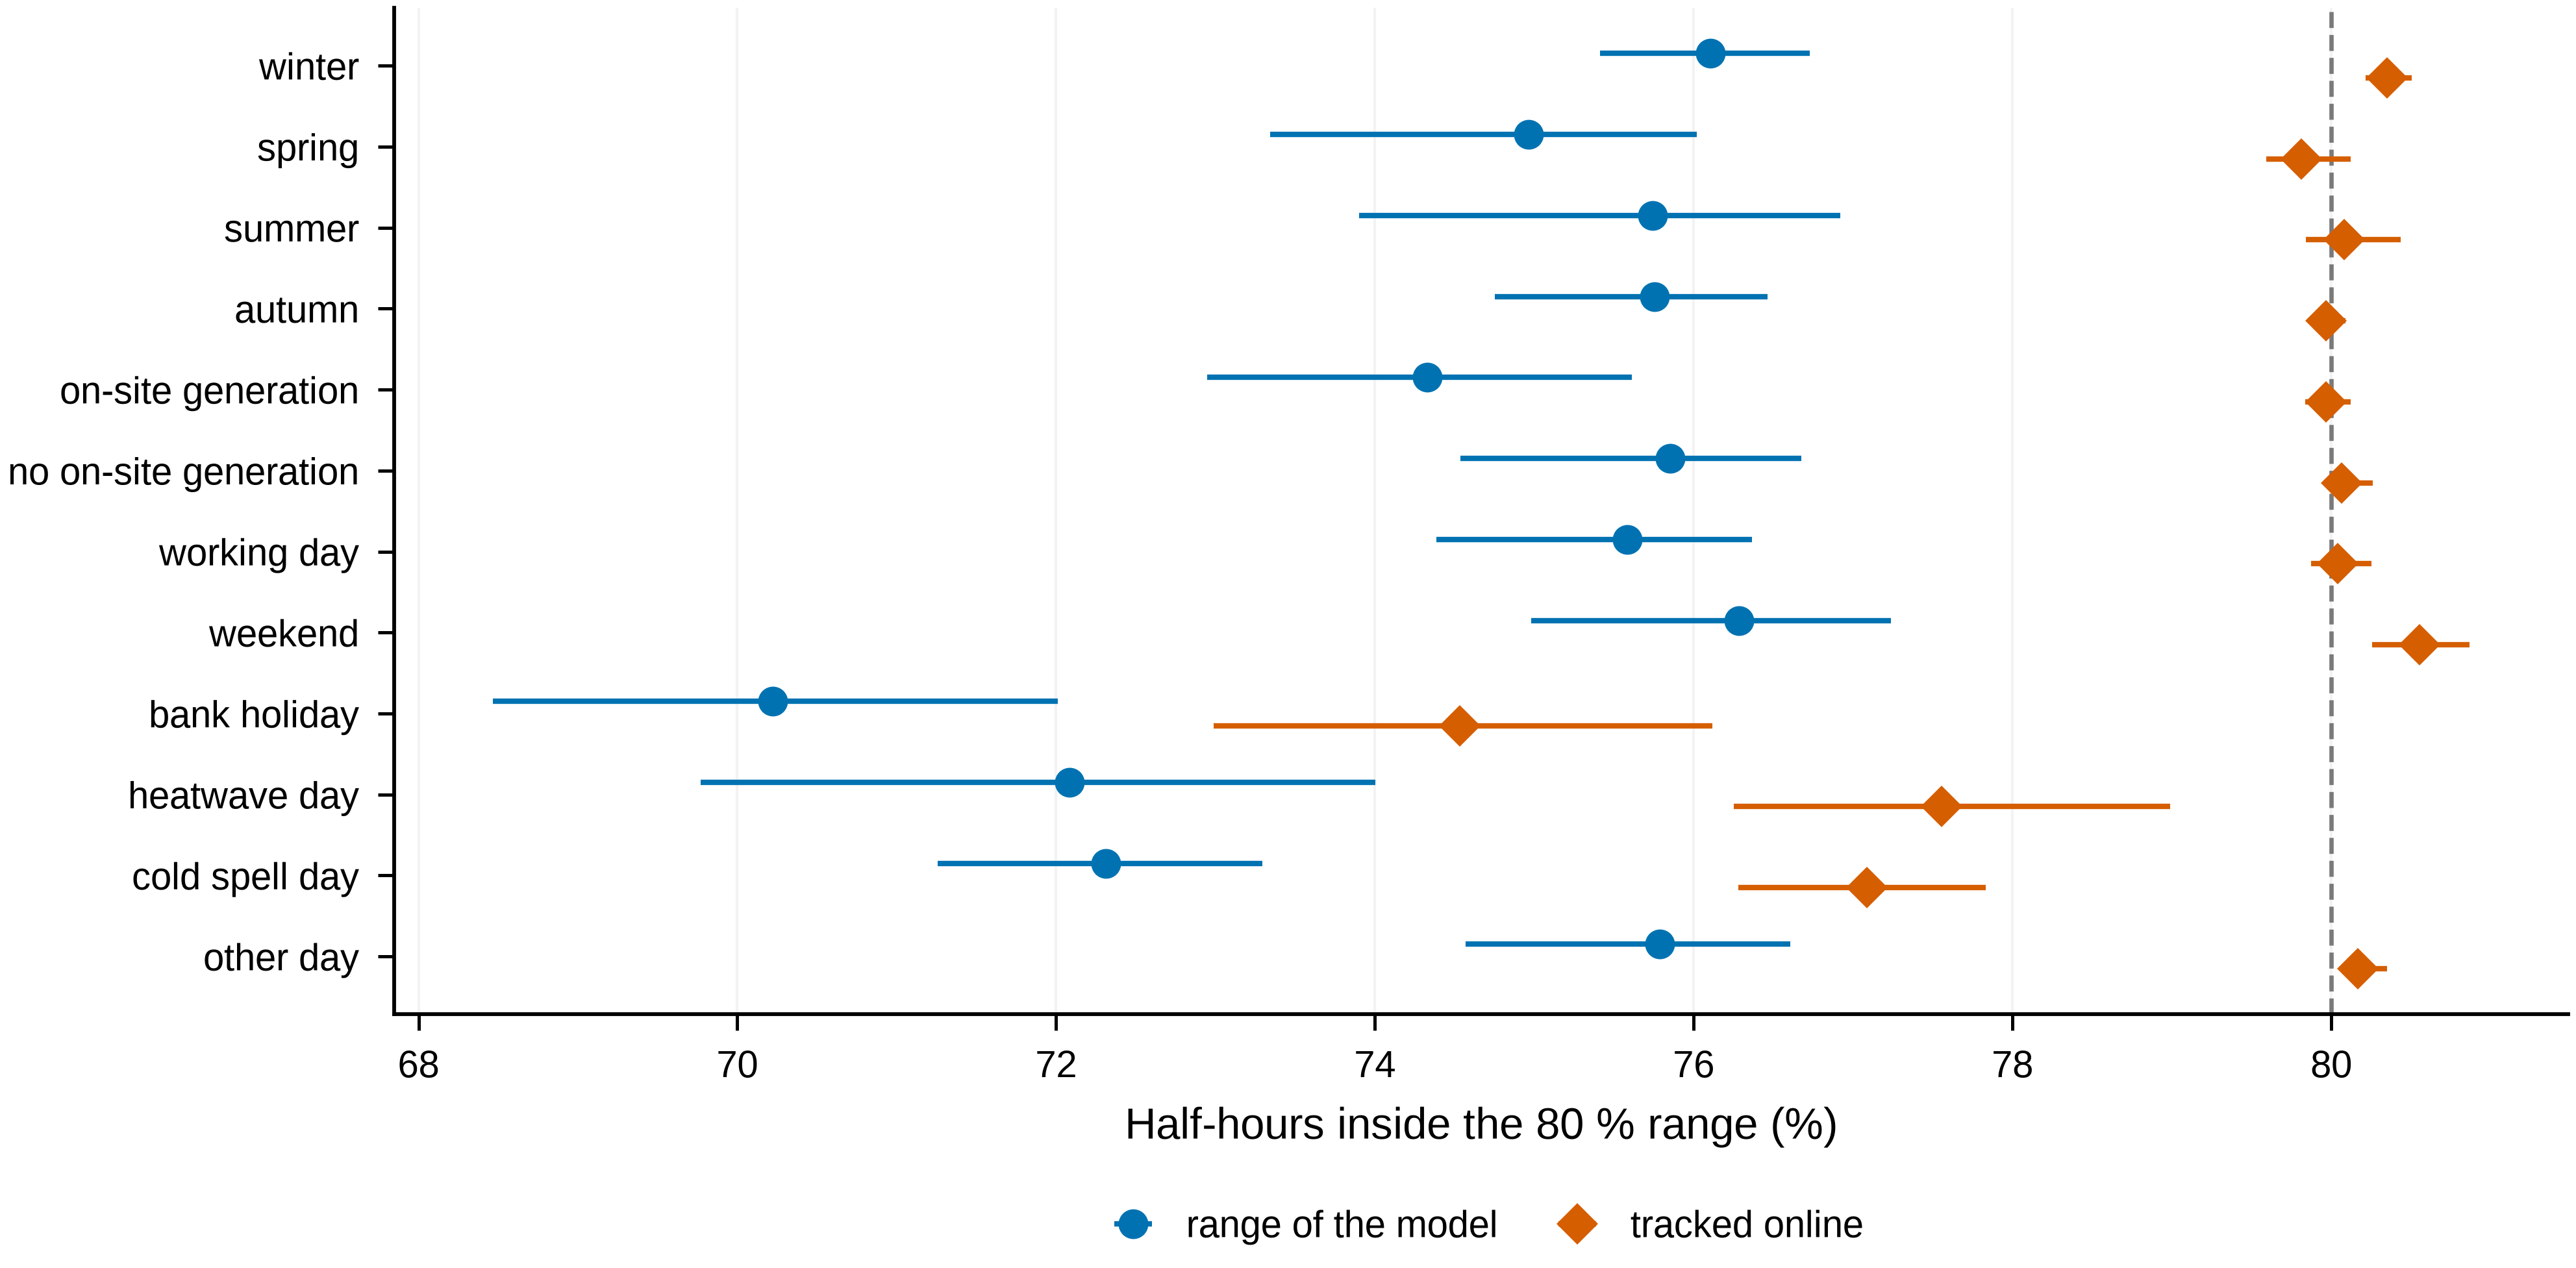 winter
spring
summer
autumn
on-site generation
no on-site generation
working day
weekend
bank holiday
heatwave day
cold spell day
other day
68 70 72 74 76 78 80
Half-hours inside the 80 % range (%)
range of the model tracked online